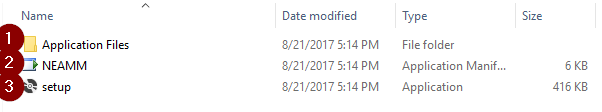 Name Date modified Type Size
1 Application Files 8/21/2017 5:14 PM File folder
2 NEAMM 8/21/2017 5:14 PM Application Manif... 6 KB
3 setup 8/21/2017 5:14 PM Application 416 KB